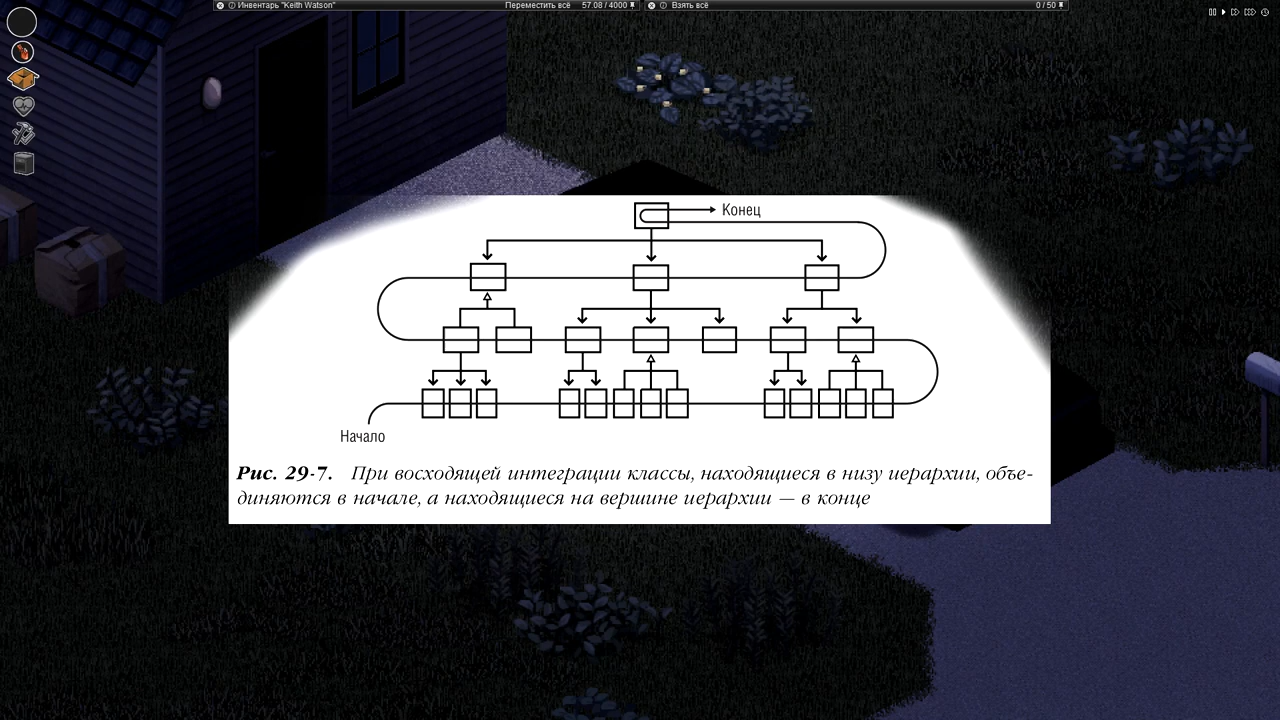 Инвентарь "Keith Watson" Переместить всё 57.08 / 4000 Взять всё 0 / 50
Конец
Начало
Рис. 29-7. При восходящей интеграции классы, находящиеся в низу иерархии, объе-
диняются в начале, а находящиеся на вершине иерархии — в конце